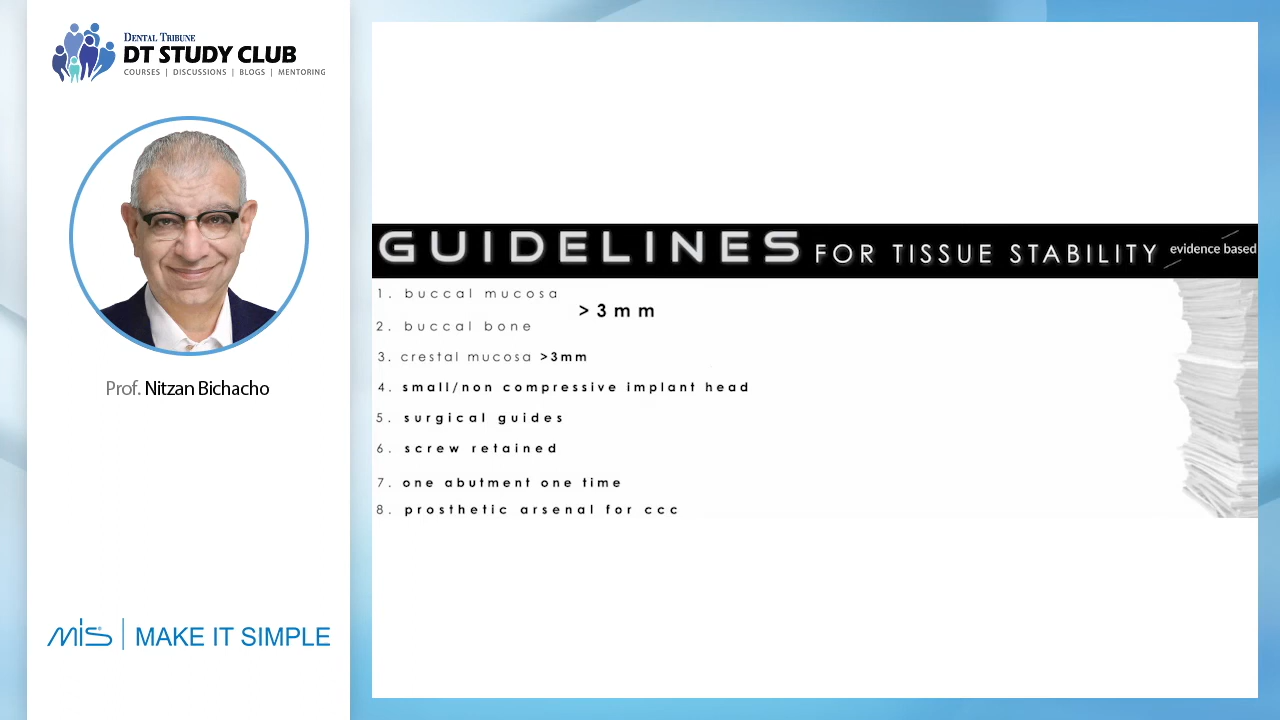 DENTAL TRIBUNE
DT STUDY CLUB
COURSES | DISCUSSIONS | BLOGS | MENTORING
Prof. Nitzan Bichacho
mis® | MAKE IT SIMPLE
GUIDELINES FOR TISSUE STABILITY evidence based
1. buccal mucosa
>3mm
2. buccal bone
3. crestal mucosa >3mm
4. small/non compressive implant head
5. surgical guides
6. screw retained
7. one abutment one time
8. prosthetic arsenal for ccc